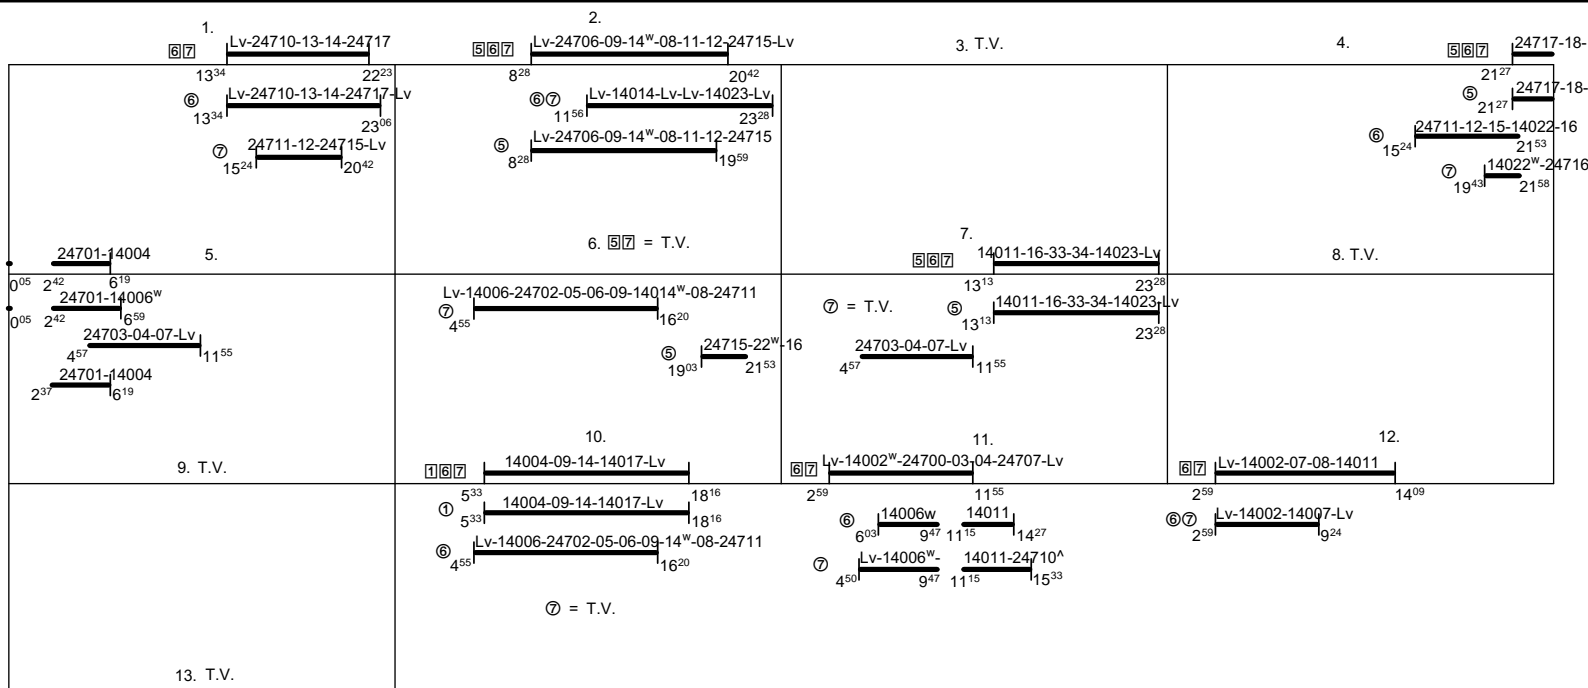 1.
6 7 Lv-24710-13-14-24717
13³⁴ 22²³
⑥ Lv-24710-13-14-24717-Lv
13³⁴ 23⁰⁶
⑦ 24711-12-24715-Lv
15²⁴ 20⁴²
2.
5 6 7 Lv-24706-09-14ʷ-08-11-12-24715-Lv
8²⁸ 20⁴²
⑥⑦ Lv-14014-Lv-Lv-14023-Lv
11⁵⁶ 23²⁸
⑤ Lv-24706-09-14ʷ-08-11-12-24715
8²⁸ 19⁵⁹
3. T.V.
4.
5 6 7 24717-18-
21²⁷
⑤ 24717-18-
21²⁷
⑥ 24711-12-15-14022-16
15²⁴ 21⁵³
⑦ 14022ʷ-24716
19⁴³ 21⁵⁸
5.
24701-14004
0⁰⁵ 2⁴² 6¹⁹
24701-14006ʷ
0⁰⁵ 2⁴² 6⁵⁹
24703-04-07-Lv
4⁵⁷ 11⁵⁵
24701-14004
2³⁷ 6¹⁹
6. 5 7 = T.V.
Lv-14006-24702-05-06-09-14014ʷ-08-24711
⑦ 4⁵⁵ 16²⁰
⑤ 24715-22ʷ-16
19⁰³ 21⁵³
7.
5 6 7 14011-16-33-34-14023-Lv
13¹³ 23²⁸
⑦ = T.V.
⑤ 14011-16-33-34-14023-Lv
13¹³ 23²⁸
24703-04-07-Lv
4⁵⁷ 11⁵⁵
8. T.V.
9. T.V.
10.
1 6 7 14004-09-14-14017-Lv
5³³ 18¹⁶
① 14004-09-14-14017-Lv
5³³ 18¹⁶
⑥ Lv-14006-24702-05-06-09-14ʷ-08-24711
4⁵⁵ 16²⁰
⑦ = T.V.
11.
6 7 Lv-14002ʷ-24700-03-04-24707-Lv
2⁵⁹ 11⁵⁵
⑥ 14006w 14011
6⁰³ 9⁴⁷ 11¹⁵ 14²⁷
⑦ Lv-14006ʷ- 14011-24710^
4⁵⁰ 9⁴⁷ 11¹⁵ 15³³
12.
6 7 Lv-14002-07-08-14011
2⁵⁹ 14⁰⁹
⑥⑦ Lv-14002-14007-Lv
2⁵⁹ 9²⁴
13. T.V.